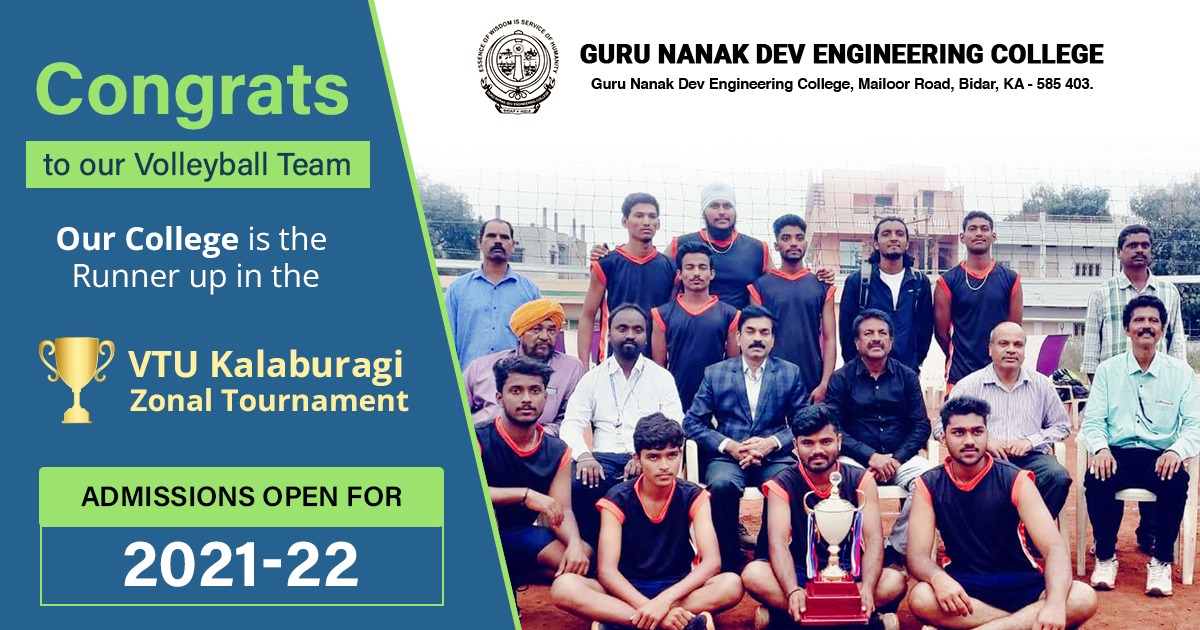 Congrats
to our Volleyball Team
Our College is the
Runner up in the
VTU Kalaburagi
Zonal Tournament
ADMISSIONS OPEN FOR
2021-22
ESSENCE OF WISDOM IS SERVICE OF HUMANITY
GURU NANAK DEV ENGINEERING COLLEGE
Guru Nanak Dev Engineering College, Mailoor Road, Bidar, KA - 585 403.